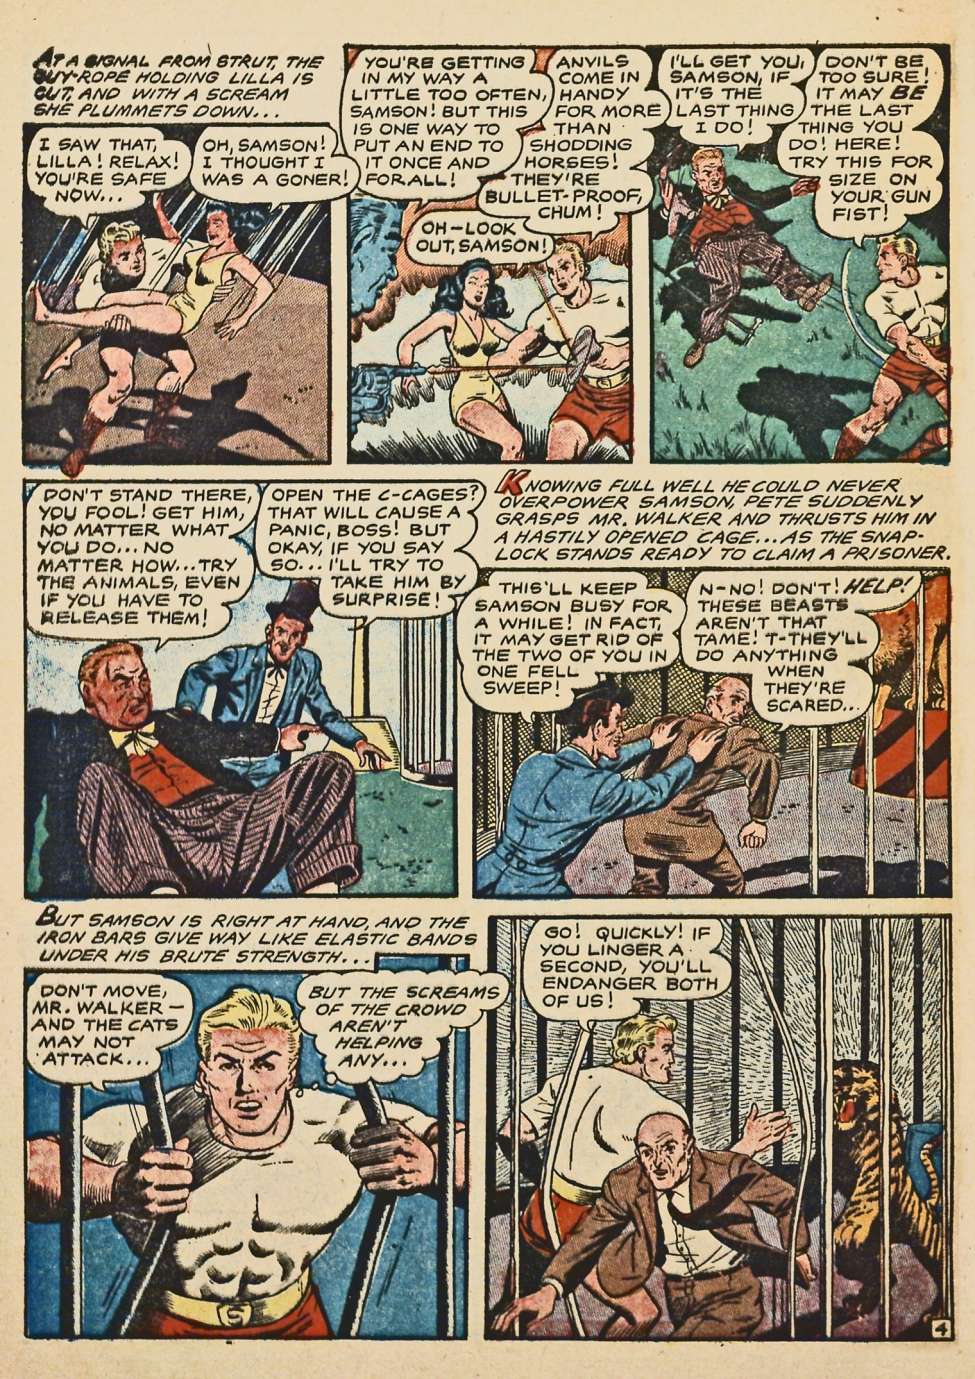 AT A SIGNAL FROM STRUT, THE
GUY-ROPE HOLDING LILLA IS
CUT, AND WITH A SCREAM
SHE PLUMMETS DOWN...
I SAW THAT,
LILLA! RELAX!
YOU'RE SAFE
NOW...
OH, SAMSON!
I THOUGHT I
WAS A GONER!
YOU'RE GETTING
IN MY WAY A
LITTLE TOO OFTEN,
SAMSON! BUT THIS
IS ONE WAY TO
PUT AN END TO
IT ONCE AND
FOR ALL!
ANVILS
COME IN
HANDY
FOR MORE
THAN
SHODDING
HORSES!
THEY'RE
BULLET-PROOF,
CHUM!
OH-LOOK
OUT, SAMSON!
I'LL GET YOU,
SAMSON, IF
IT'S THE
LAST THING
I DO!
DON'T BE
TOO SURE!
IT MAY BE
THE LAST
THING YOU
DO! HERE!
TRY THIS FOR
SIZE ON
YOUR GUN
FIST!
DON'T STAND THERE,
YOU FOOL! GET HIM,
NO MATTER WHAT
YOU DO... NO
MATTER HOW... TRY
THE ANIMALS, EVEN
IF YOU HAVE TO
RELEASE THEM!
OPEN THE C-CAGES?
THAT WILL CAUSE A
PANIC, BOSS! BUT
OKAY, IF YOU SAY
SO... I'LL TRY TO
TAKE HIM BY
SURPRISE!
KNOWING FULL WELL HE COULD NEVER
OVERPOWER SAMSON, PETE SUDDENLY
GRASPS MR. WALKER AND THRUSTS HIM IN
A HASTILY OPENED CAGE... AS THE SNAP-
LOCK STANDS READY TO CLAIM A PRISONER.
THIS'LL KEEP
SAMSON BUSY FOR
A WHILE! IN FACT,
IT MAY GET RID OF
THE TWO OF YOU IN
ONE FELL
SWEEP!
N-NO! DON'T! HELP!
THESE BEASTS
AREN'T THAT
TAME! T-THEY'LL
DO ANYTHING
WHEN
THEY'RE
SCARED...
BUT SAMSON IS RIGHT AT HAND, AND THE
IRON BARS GIVE WAY LIKE ELASTIC BANDS
UNDER HIS BRUTE STRENGTH...
DON'T MOVE,
MR. WALKER —
AND THE CATS
MAY NOT
ATTACK...
BUT THE SCREAMS
OF THE CROWD
AREN'T
HELPING
ANY...
S
GO! QUICKLY! IF
YOU LINGER A
SECOND, YOU'LL
ENDANGER BOTH
OF US!
4